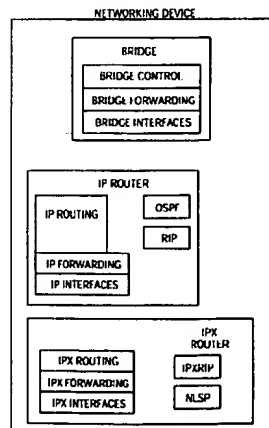 NETWORKING DEVICE
BRIDGE
BRIDGE CONTROL
BRIDGE FORWARDING
BRIDGE INTERFACES
IP ROUTER
IP ROUTING
OSPF
RIP
IP FORWARDING
IP INTERFACES
IPX
ROUTER
IPX ROUTING
IPXRIP
IPX FORWARDING
NLSP
IPX INTERFACES